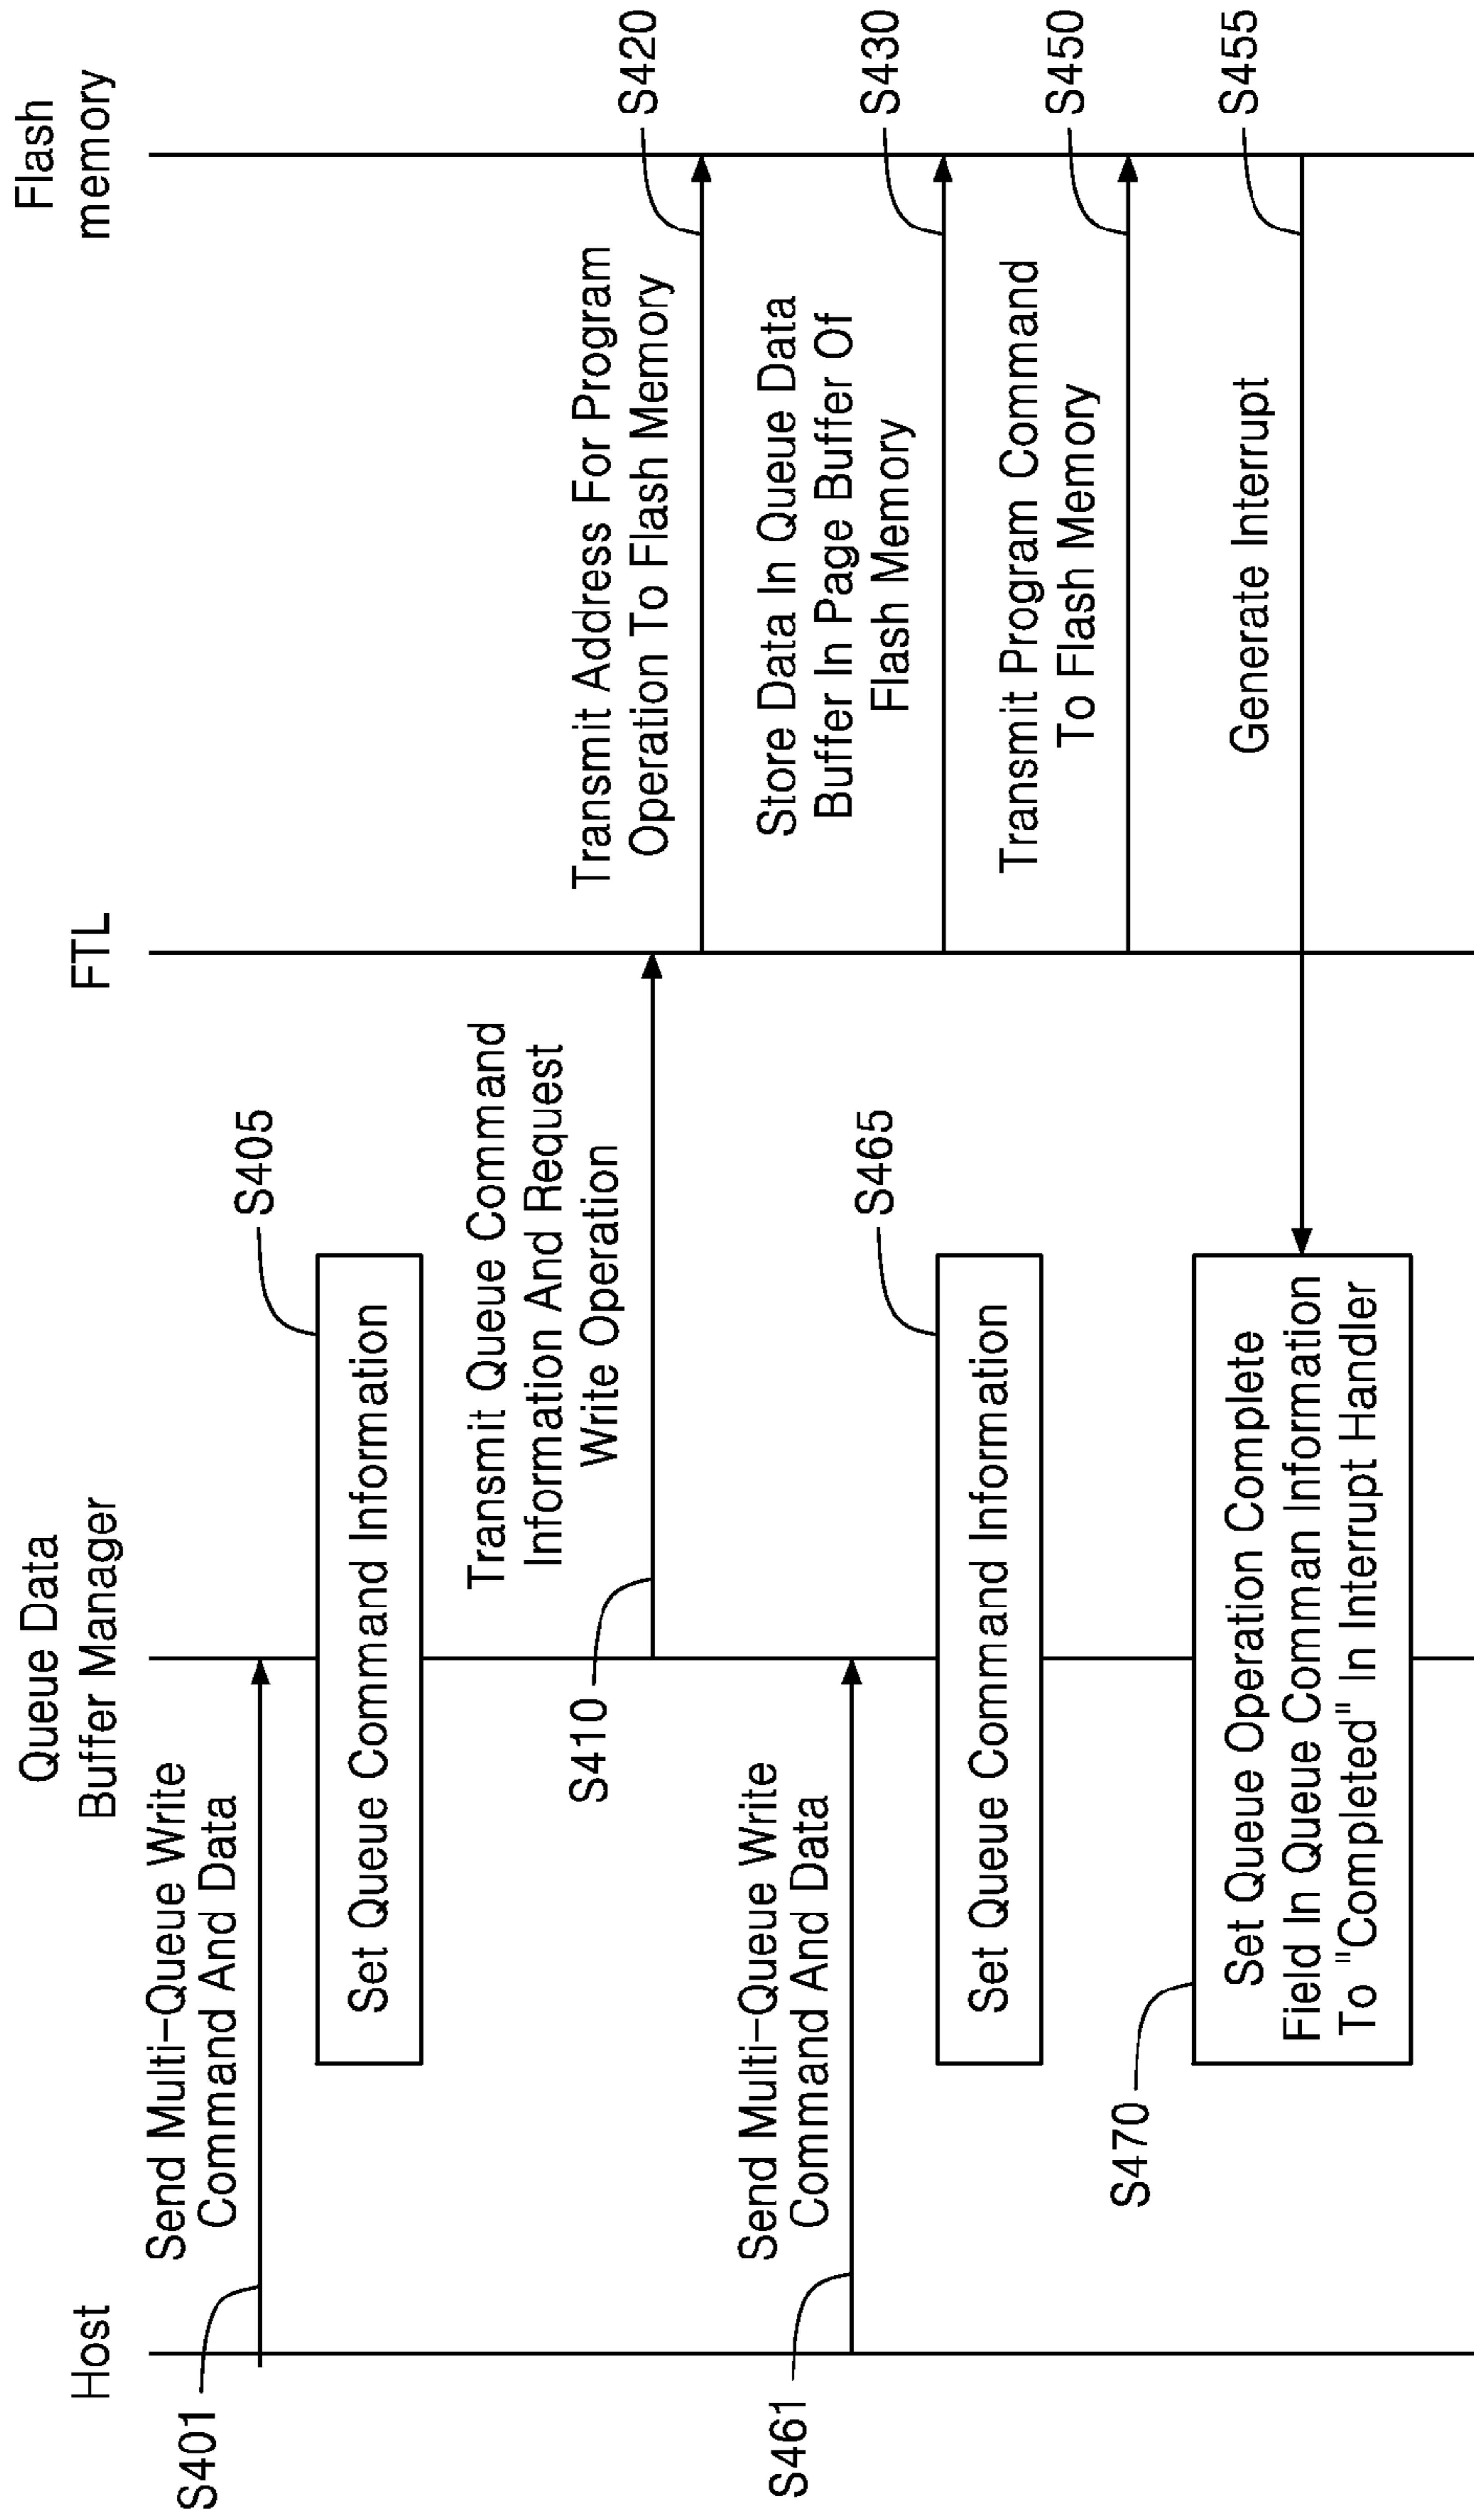 Host
Queue Data
Buffer Manager
FTL
Flash
memory
S401
Send Multi-Queue Write
Command And Data
S405
Set Queue Command Information
S410
Transmit Queue Command
Information And Request
Write Operation
Transmit Address For Program
Operation To Flash Memory
S420
S461
Send Multi-Queue Write
Command And Data
Store Data In Queue Data
Buffer In Page Buffer Of
Flash Memory
S430
S465
Set Queue Command Information
Transmit Program Command
To Flash Memory
S450
S470
Set Queue Operation Complete
Field In Queue Comman Information
To "Completed" In Interrupt Handler
Generate Interrupt
S455